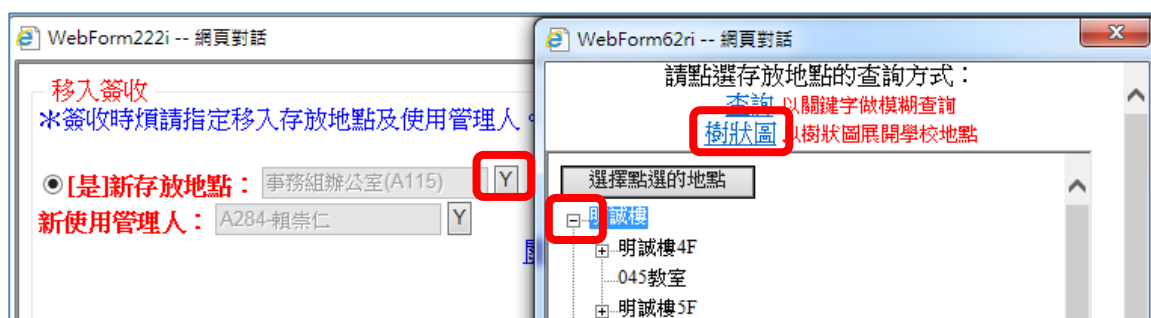 WebForm222i -- 網頁對話
移入簽收
*簽收時煩請指定移入存放地點及使用管理人。
[是]新存放地點： 事務組辦公室(A115) Y
新使用管理人： A284-賴崇仁 Y
WebForm62ri -- 網頁對話
請點選存放地點的查詢方式：
查詢 以關鍵字做模糊查詢
樹狀圖 以樹狀圖展開學校地點
選擇點選的地點
明誠樓
明誠樓4F
045教室
明誠樓5F